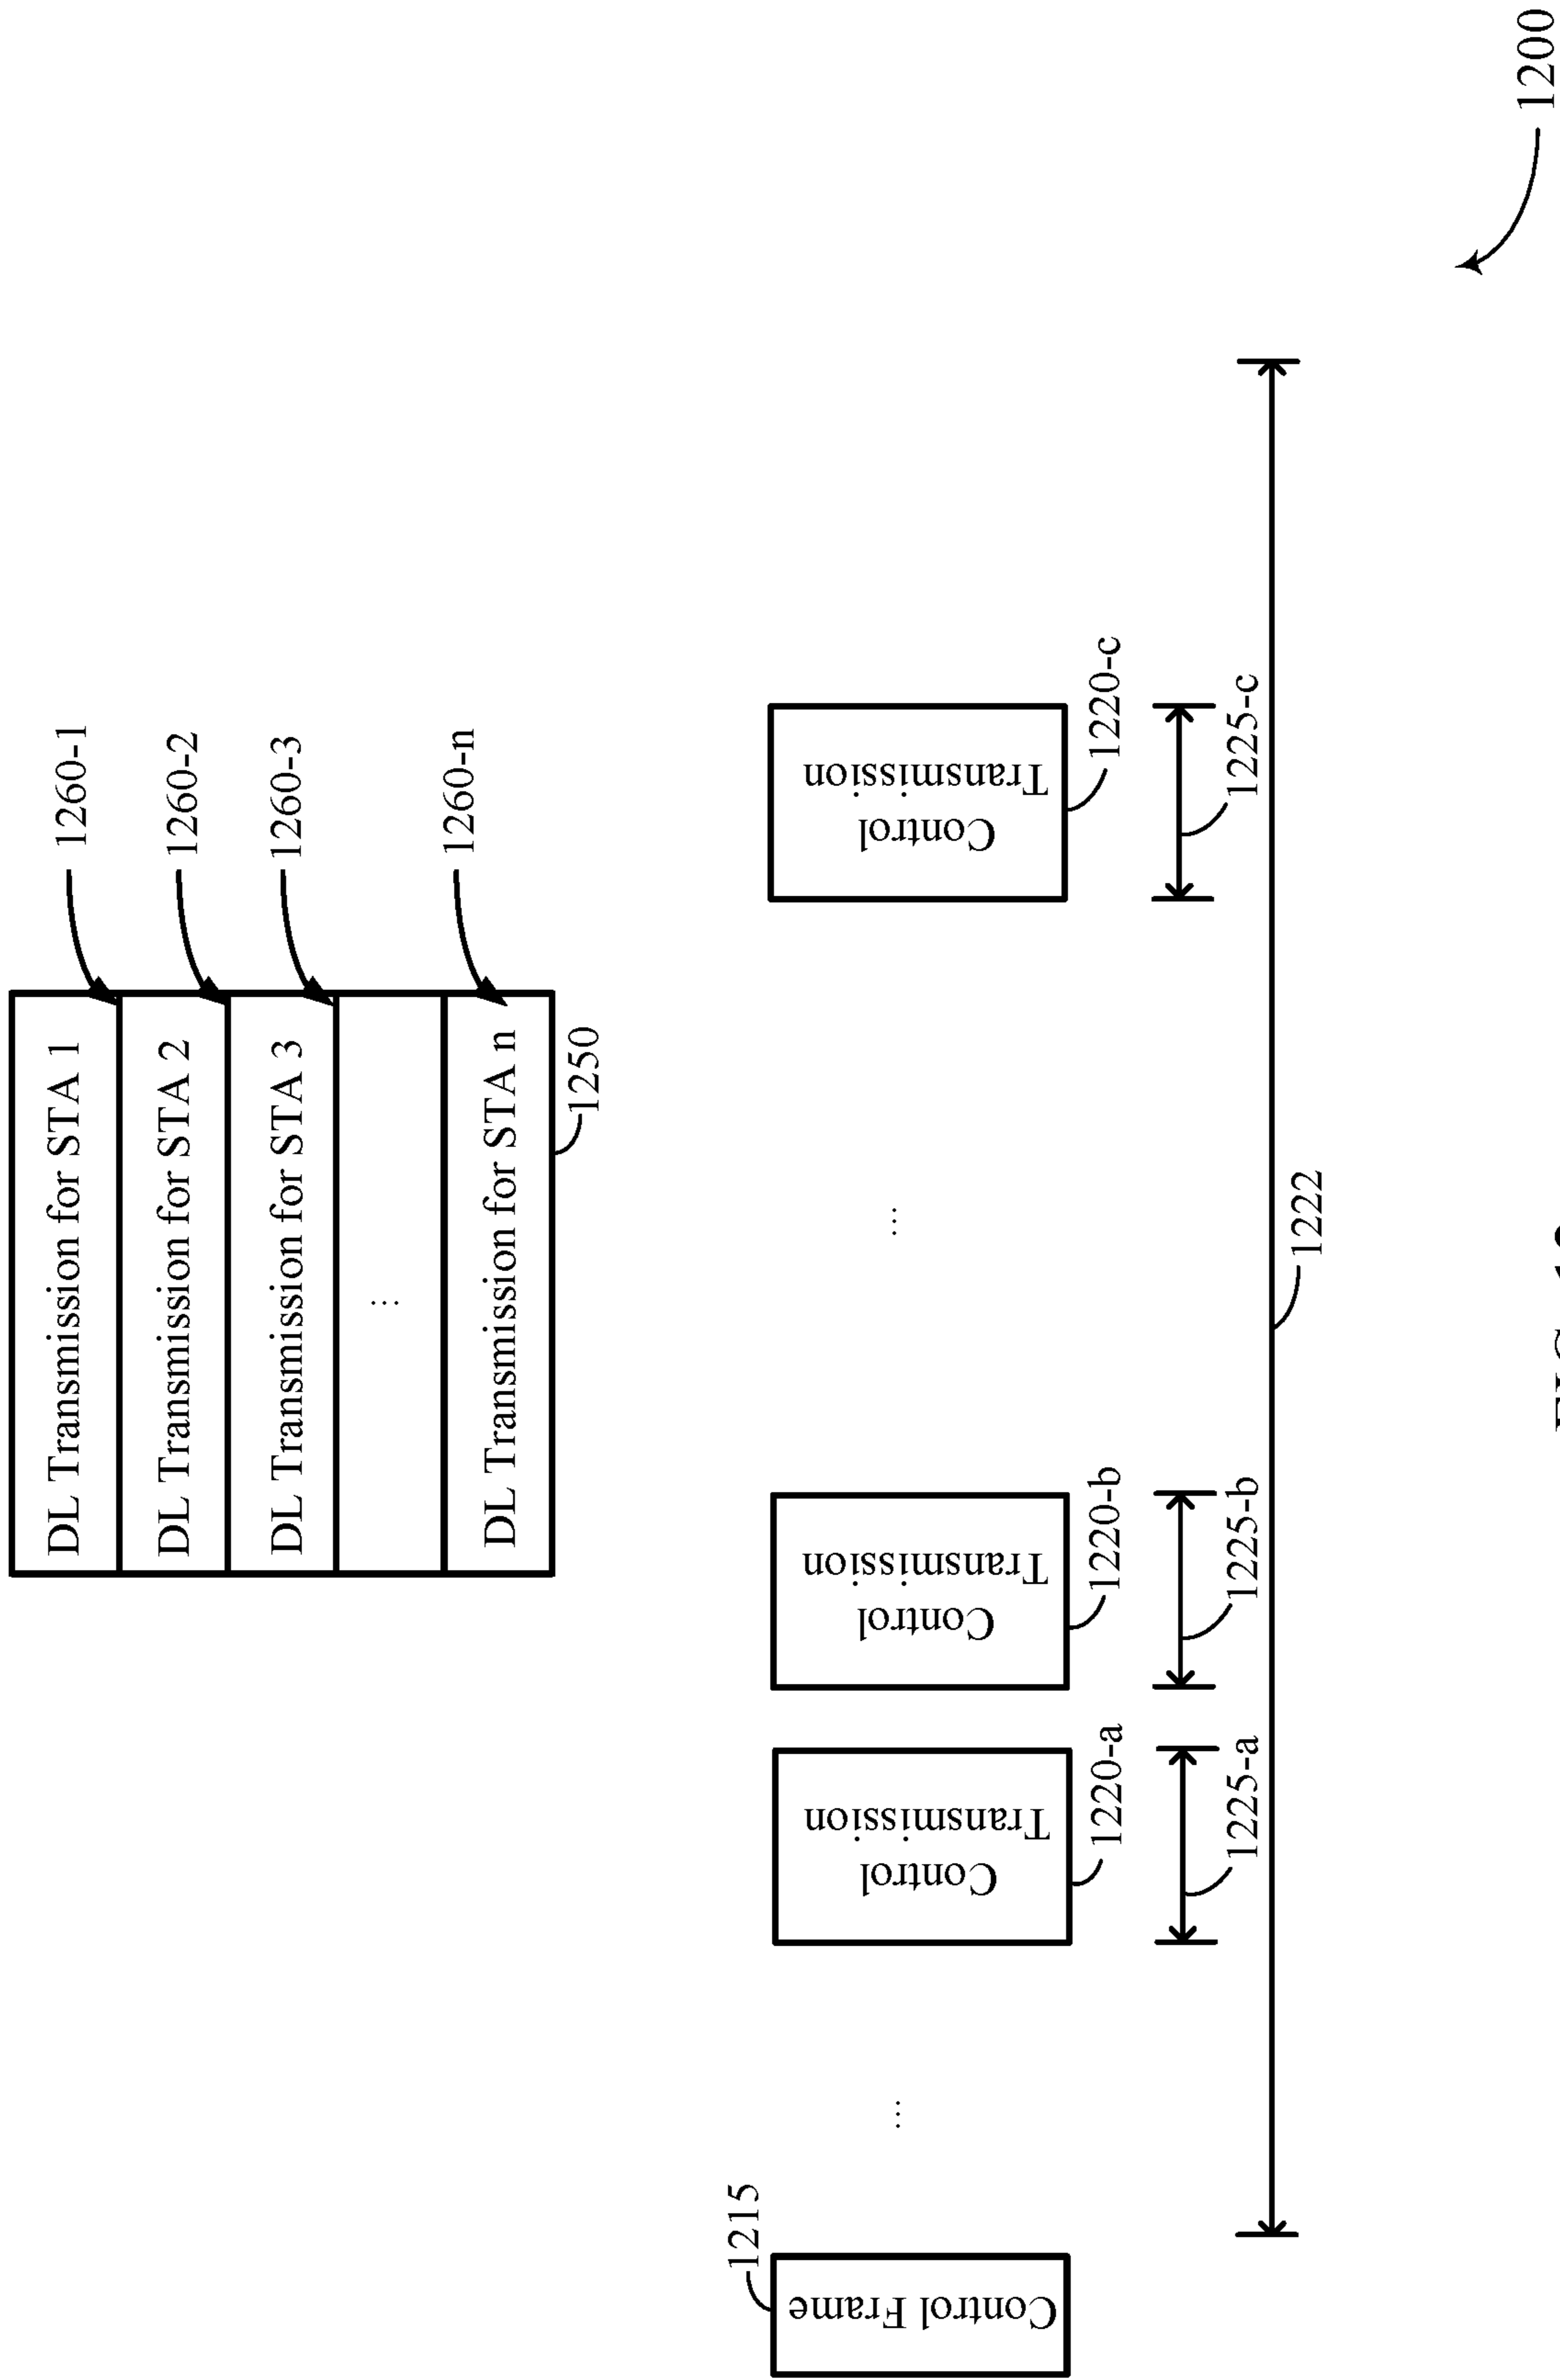 DL Transmission for STA 1
DL Transmission for STA 2
DL Transmission for STA 3
...
DL Transmission for STA n
1260-1
1260-2
1260-3
1260-n
1250
1215
Control Frame
...
Control
Transmission
1220-a
1225-a
Control
Transmission
1220-b
1225-b
...
Control
Transmission
1220-c
1225-c
1222
1200